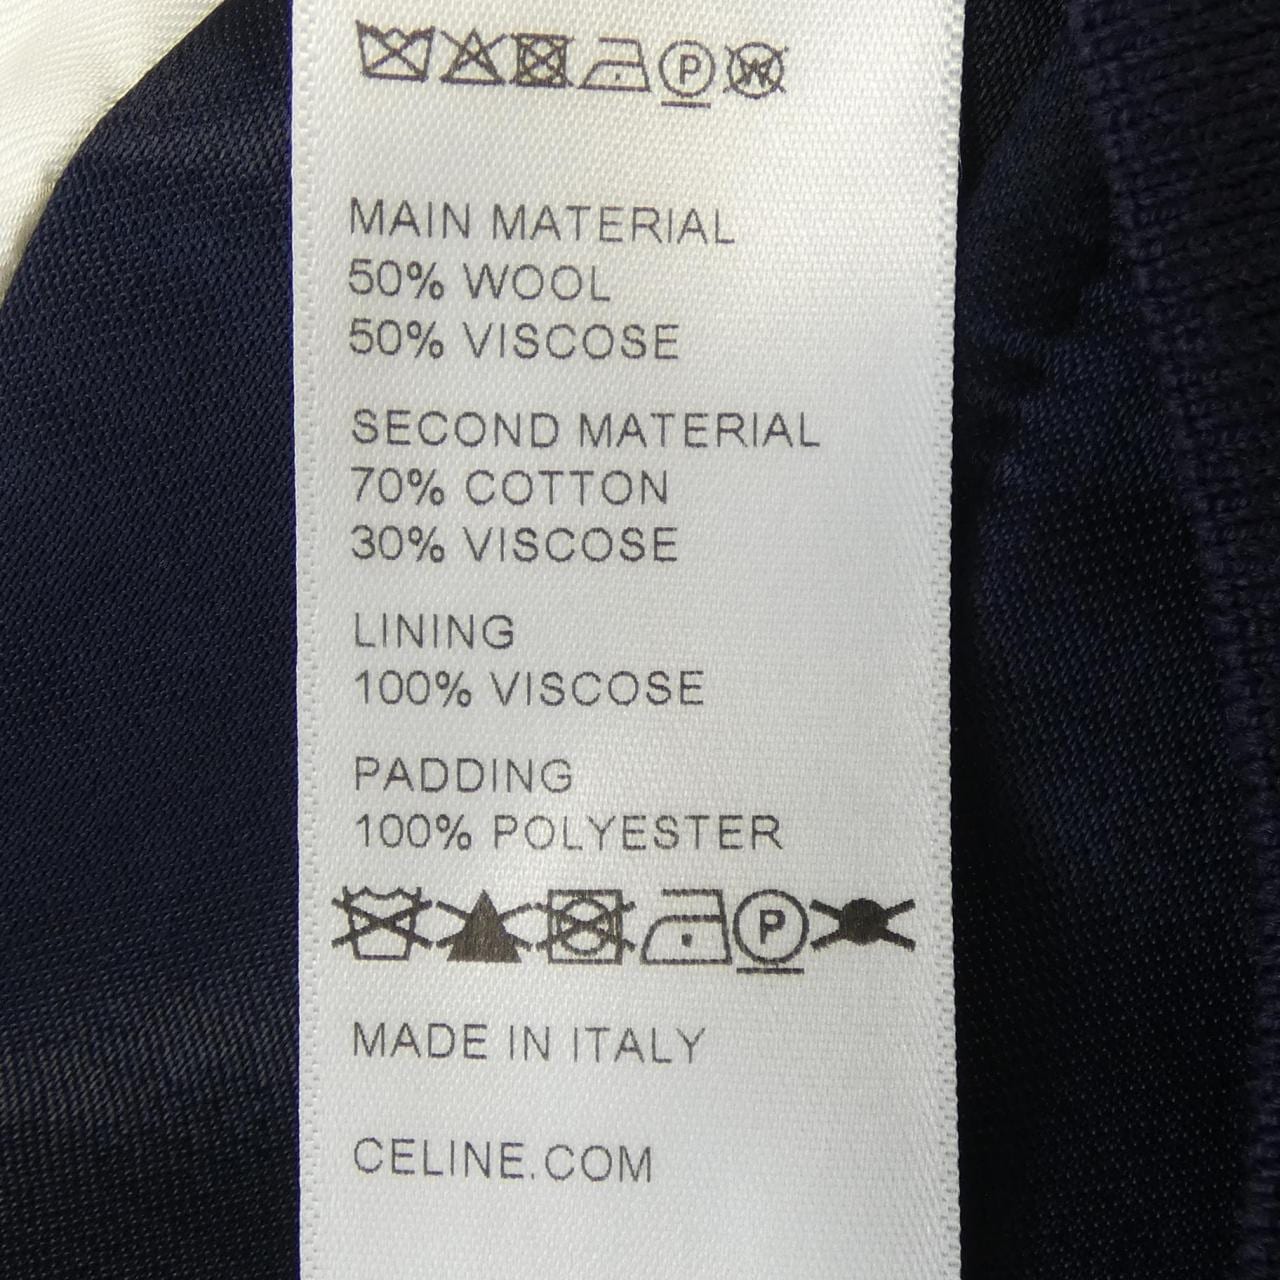 P W
MAIN MATERIAL
50% WOOL
50% VISCOSE
SECOND MATERIAL
70% COTTON
30% VISCOSE
LINING
100% VISCOSE
PADDING
100% POLYESTER
P
MADE IN ITALY
CELINE.COM